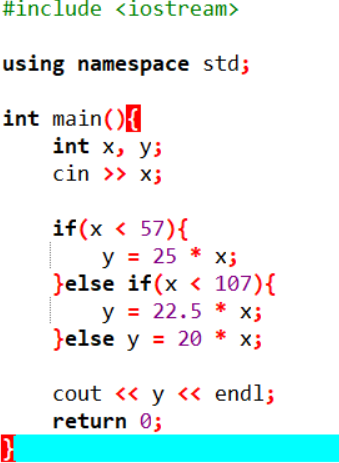 #include <iostream>
using namespace std;
int main(){
int x, y;
cin >> x;
if(x < 57){
y = 25 * x;
}else if(x < 107){
y = 22.5 * x;
}else y = 20 * x;
cout << y << endl;
return 0;
}